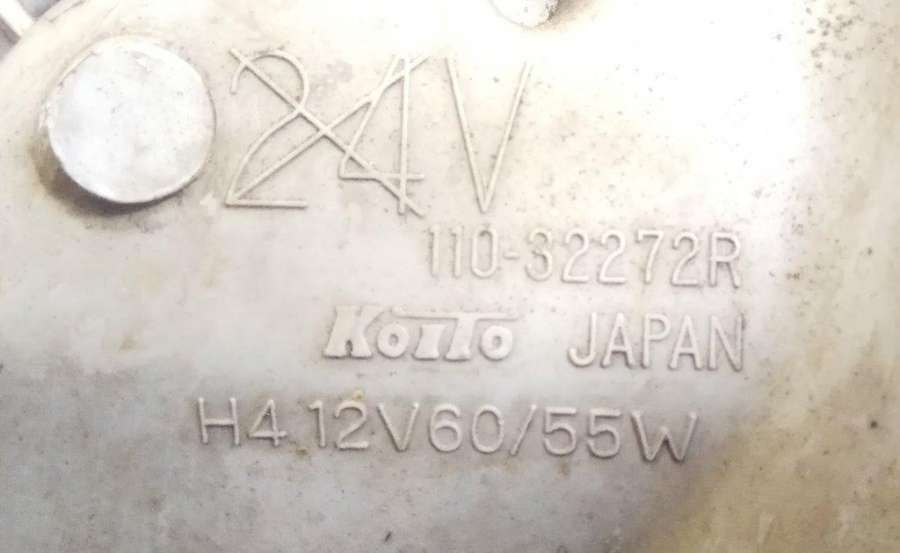 24V
110-32272R
KoiTo JAPAN
H4 12V60/55W